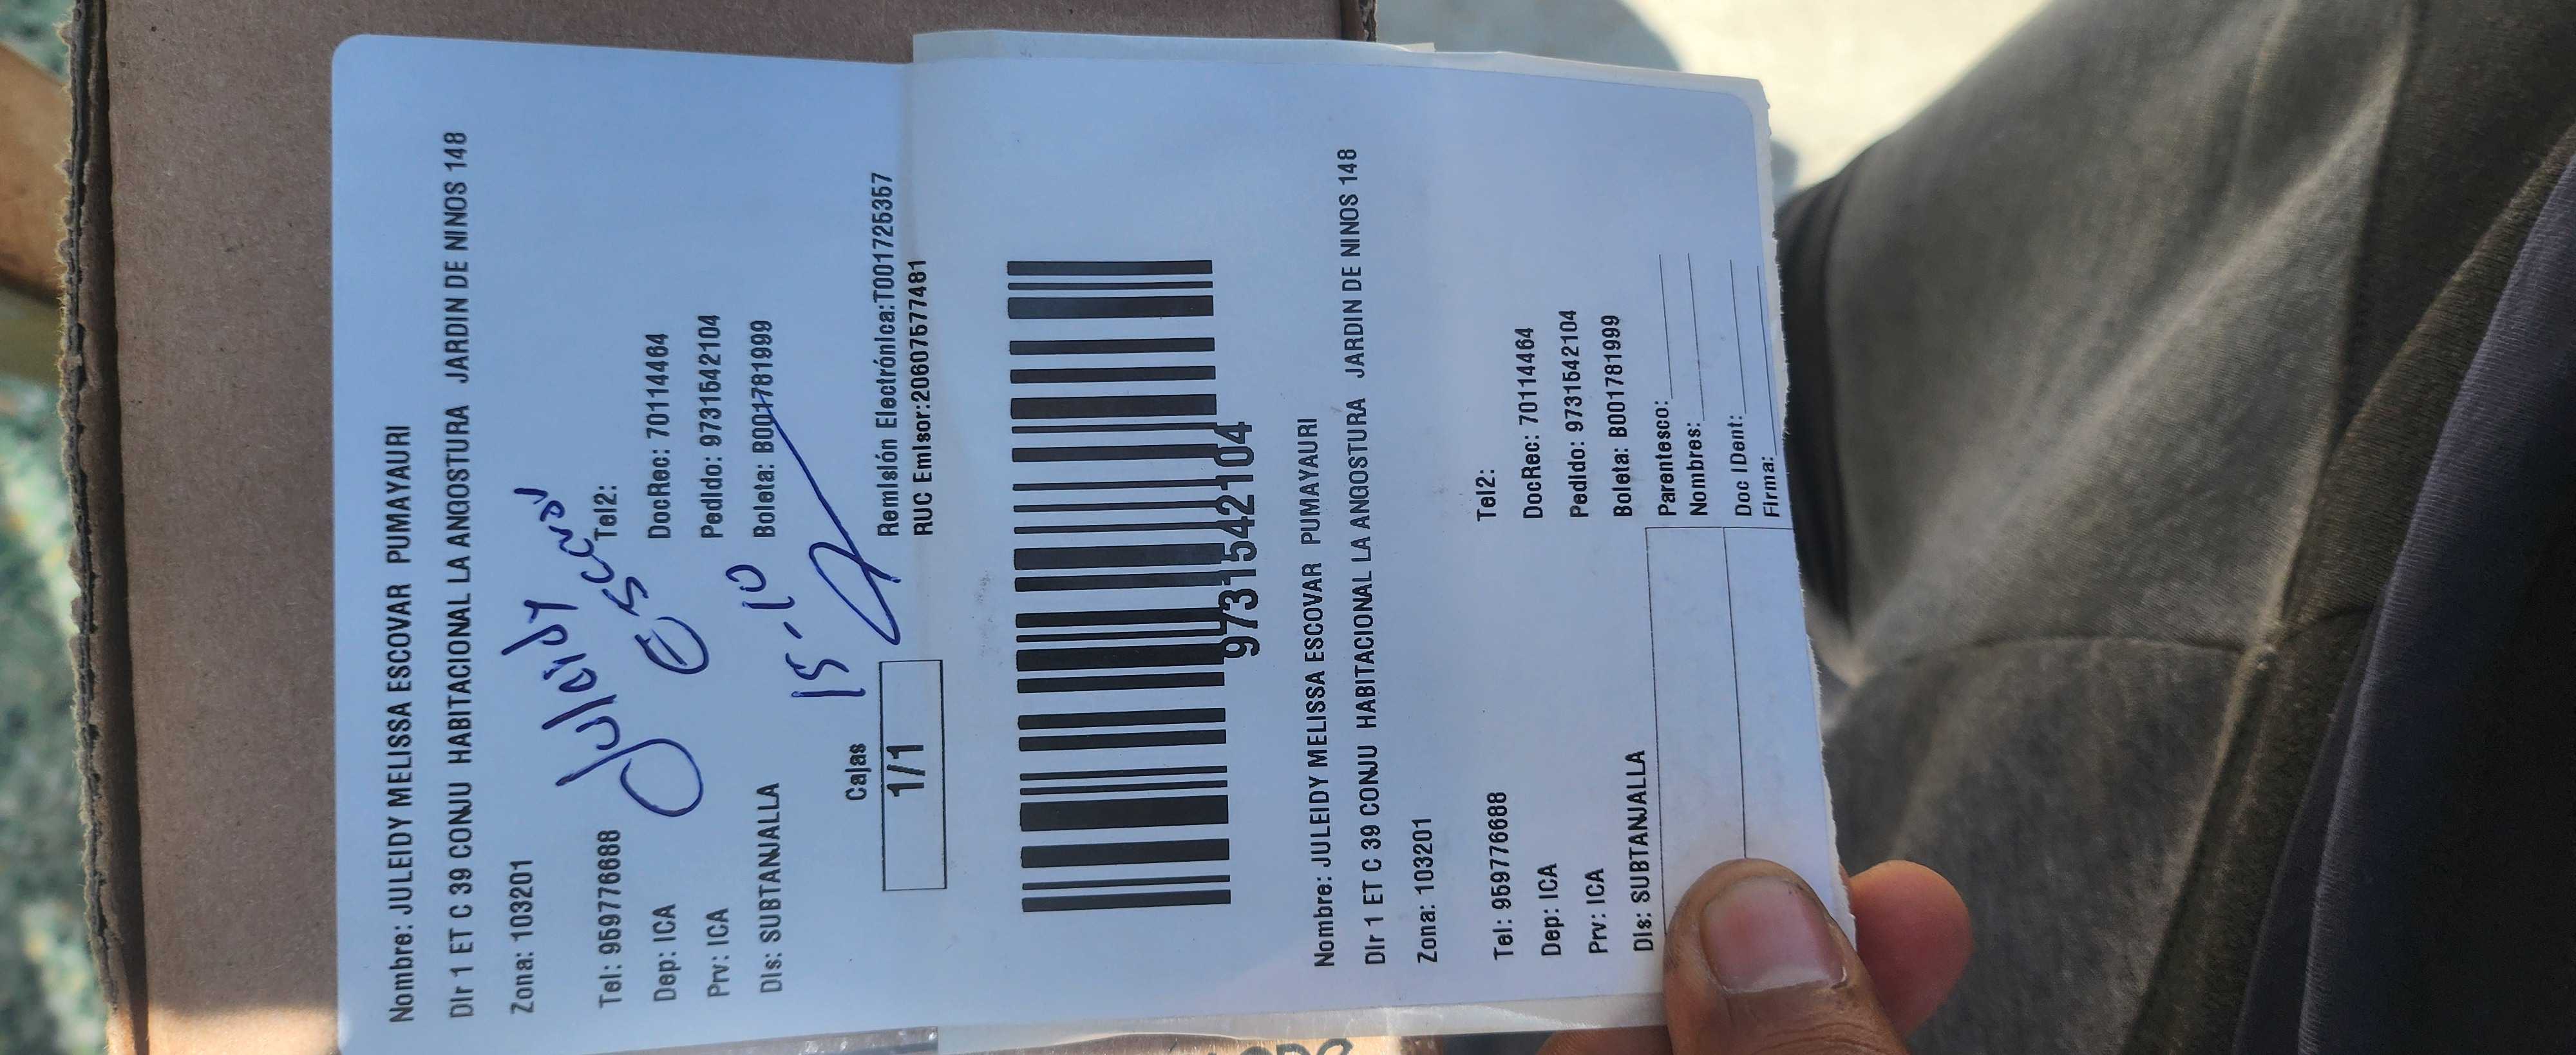 Nombre: JULEIDY MELISSA ESCOVAR PUMAYAURI
Dir 1 ET C 39 CONJU HABITACIONAL LA ANGOSTURA JARDIN DE NINOS 148
Zona: 103201
Juleidy
Escovar
Tel: 959776688 Tel2:
Dep: ICA DocRec: 70114464
Prv: ICA Pedido: 9731542104
Dis: SUBTANJALLA Boleta: B001781999
15-10
Cajas
1/1
Remisión Electrónica:T001725357
RUC Emisor:20607577481
9731542104
Nombre: JULEIDY MELISSA ESCOVAR PUMAYAURI
Dir 1 ET C 39 CONJU HABITACIONAL LA ANGOSTURA JARDIN DE NINOS 148
Zona: 103201
Tel: 959776688 Tel2:
Dep: ICA DocRec: 70114464
Prv: ICA Pedido: 9731542104
Dis: SUBTANJALLA Boleta: B001781999
Parentesco:
Nombres:
Doc IDent:
Firma: